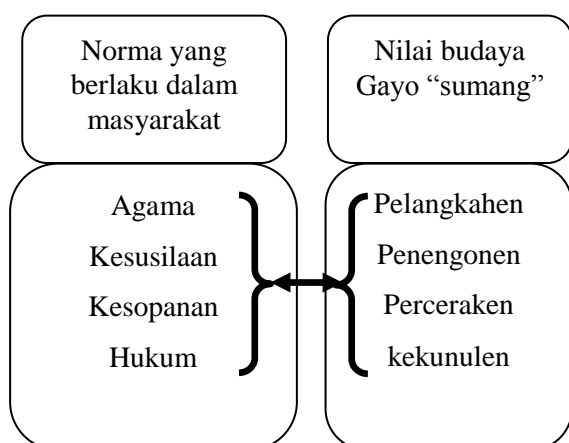 Norma yang
berlaku dalam
masyarakat
Nilai budaya
Gayo “sumang”
Agama
Kesusilaan
Kesopanan
Hukum
Pelangkahen
Penengonen
Perceraken
kekunulen